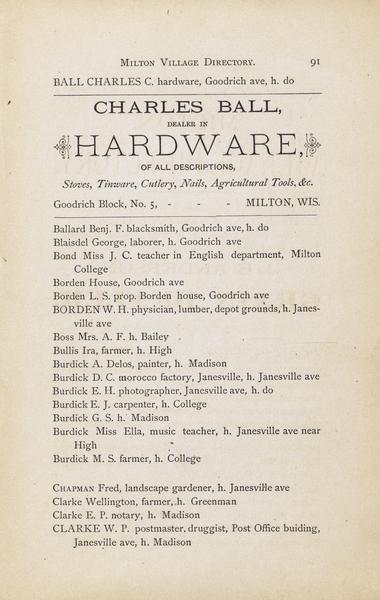 MILTON VILLAGE DIRECTORY. 91
BALL CHARLES C. hardware, Goodrich ave, h. do
CHARLES BALL,
DEALER IN
HARDWARE,
OF ALL DESCRIPTIONS,
Stoves, Tinware, Cutlery, Nails, Agricultural Tools, &c.
Goodrich Block, No. 5, - - - MILTON, WIS.
Ballard Benj. F. blacksmith, Goodrich ave, h. do
Blaisdel George, laborer, h. Goodrich ave
Bond Miss J. C. teacher in English department, Milton
College
Borden House, Goodrich ave
Borden L. S. prop. Borden house, Goodrich ave
BORDEN W. H. physician, lumber, depot grounds, h. Janes-
ville ave
Boss Mrs. A. F. h. Bailey
Bullis Ira, farmer, h. High
Burdick A. Delos, painter, h. Madison
Burdick D. C. morocco factory, Janesville, h. Janesville ave
Burdick E. H. photographer, Janesville ave, h. do
Burdick E. J. carpenter, h. College
Burdick G. S. h. Madison
Burdick Miss Ella, music teacher, h. Janesville ave near
High
Burdick M. S. farmer, h. College
CHAPMAN Fred, landscape gardener, h. Janesville ave
Clarke Wellington, farmer, h. Greenman
Clarke E. P. notary, h. Madison
CLARKE W. P. postmaster. druggist, Post Office buiding,
Janesville ave, h. Madison